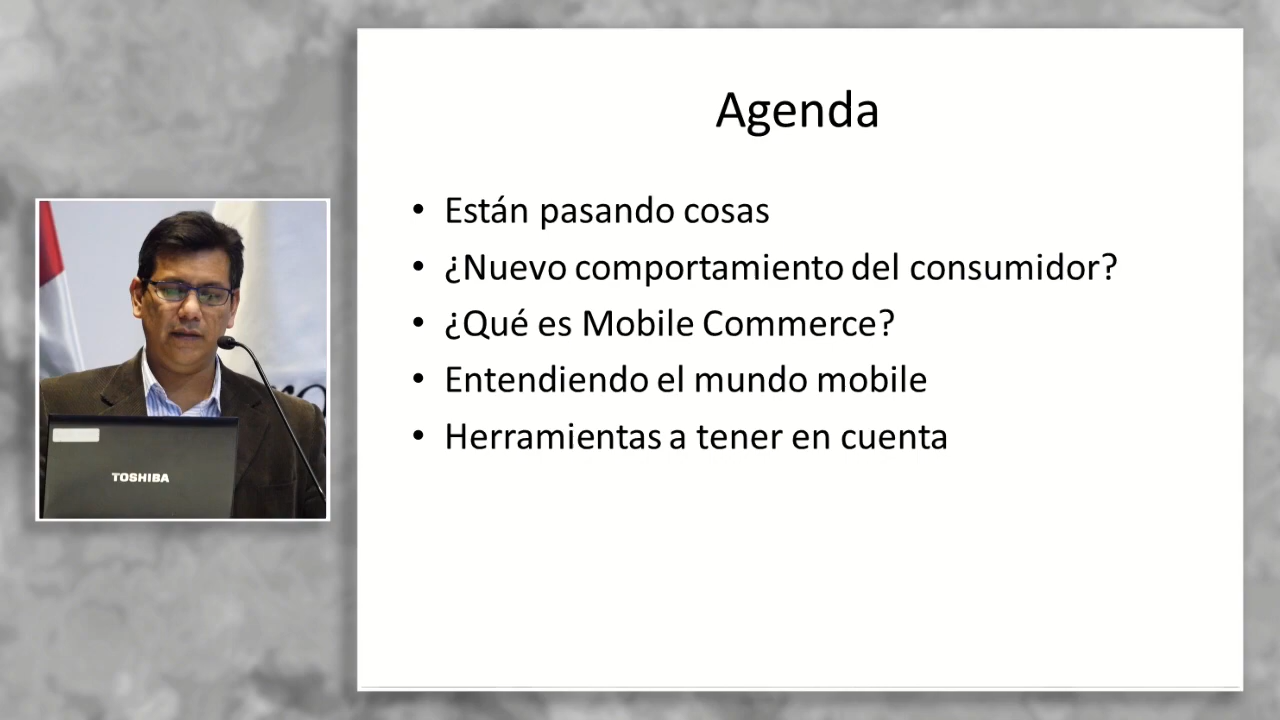 Agenda
• Están pasando cosas
• ¿Nuevo comportamiento del consumidor?
• ¿Qué es Mobile Commerce?
• Entendiendo el mundo mobile
• Herramientas a tener en cuenta
TOSHIBA